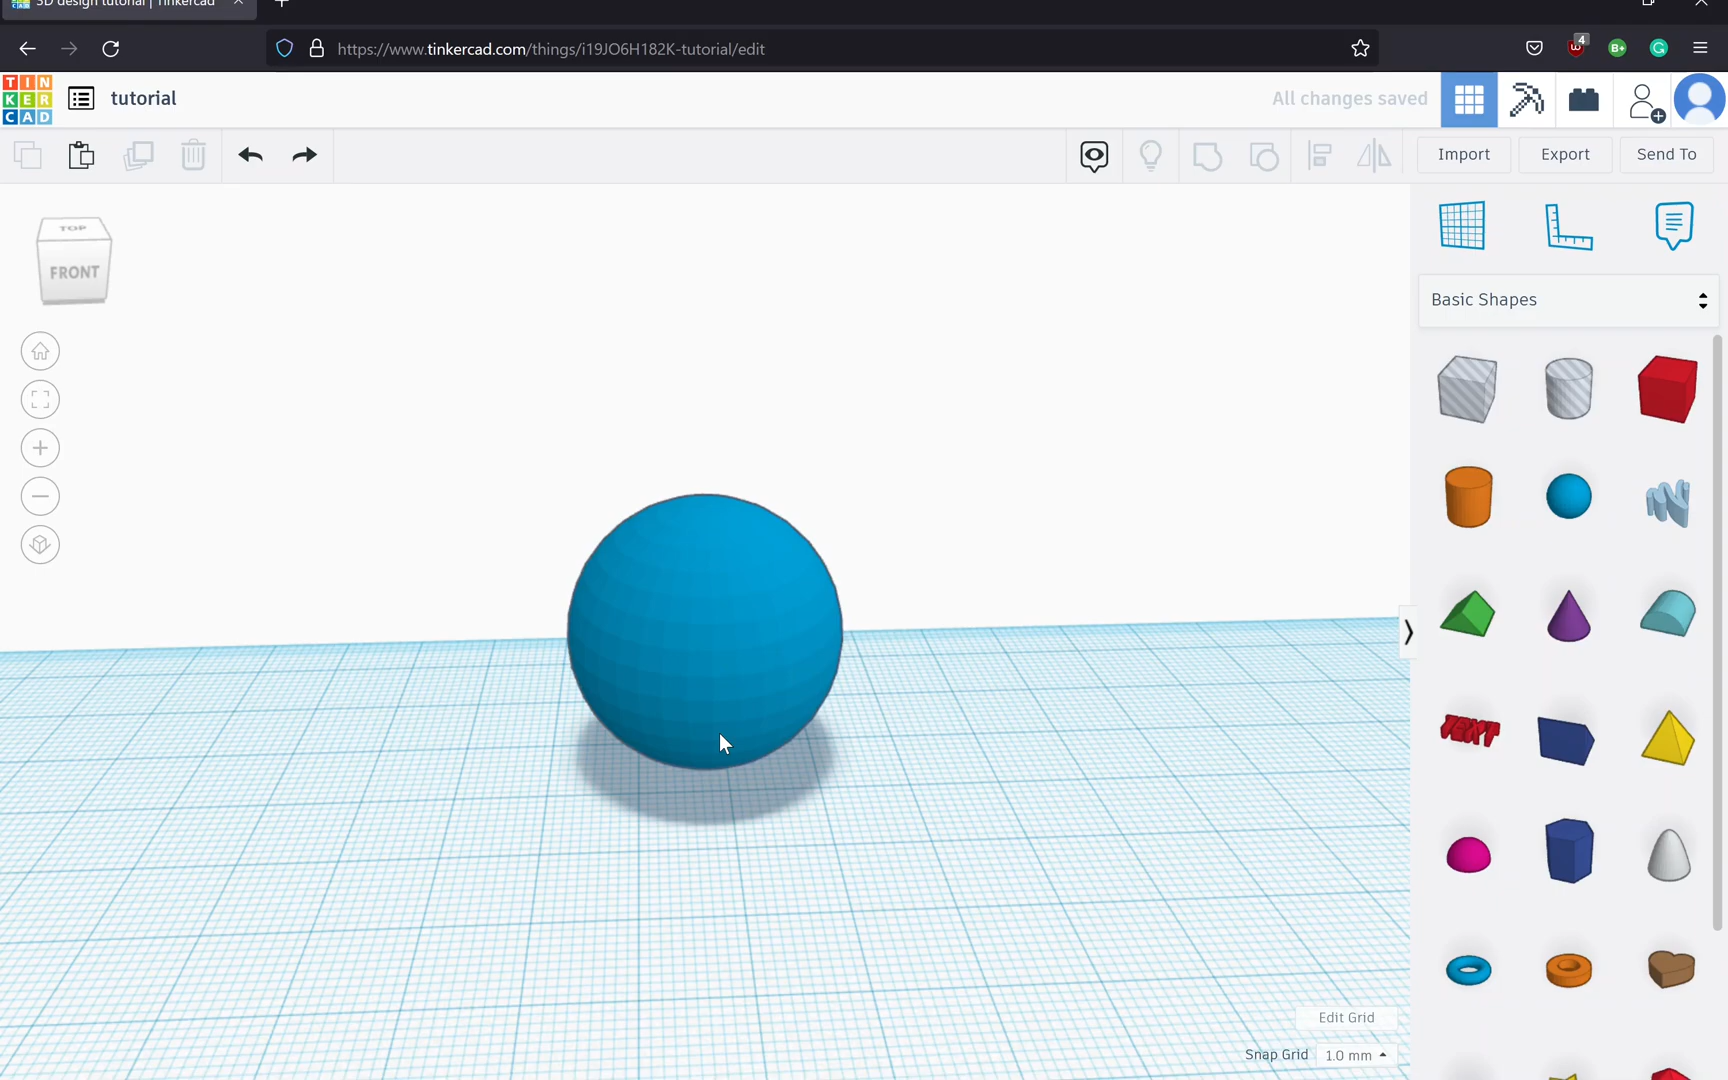 3D design tutorial | Tinkercad
https://www.tinkercad.com/things/i19JO6H182K-tutorial/edit
4
B+
TIN
KER
CAD
tutorial
All changes saved
Import
Export
Send To
TOP
FRONT
Basic Shapes
TEXT
Edit Grid
Snap Grid 1.0 mm